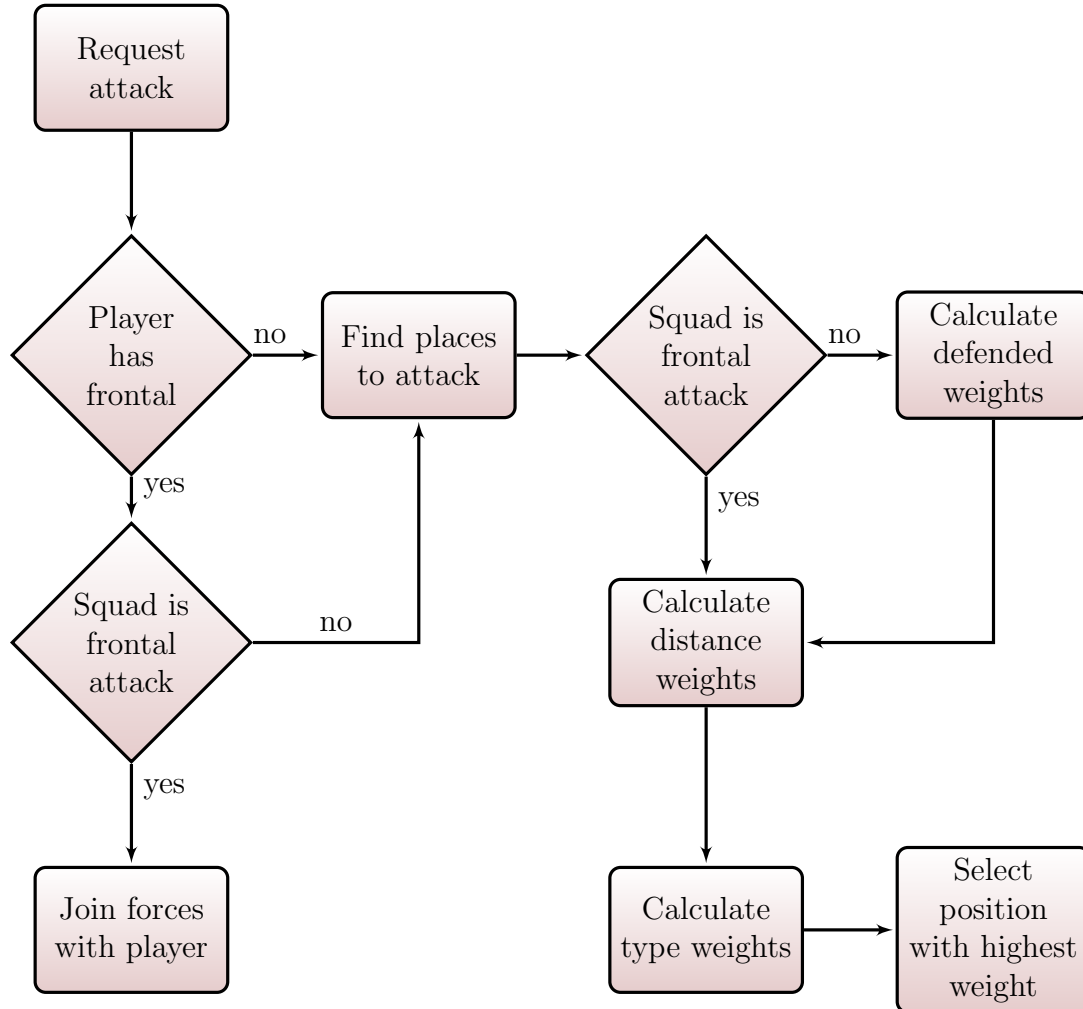 Request
attack
Player
has
frontal
no
Find places
to attack
Squad is
frontal
attack
no
Calculate
defended
weights
yes
yes
Squad is
frontal
attack
no
Calculate
distance
weights
yes
Join forces
with player
Calculate
type weights
Select
position
with highest
weight